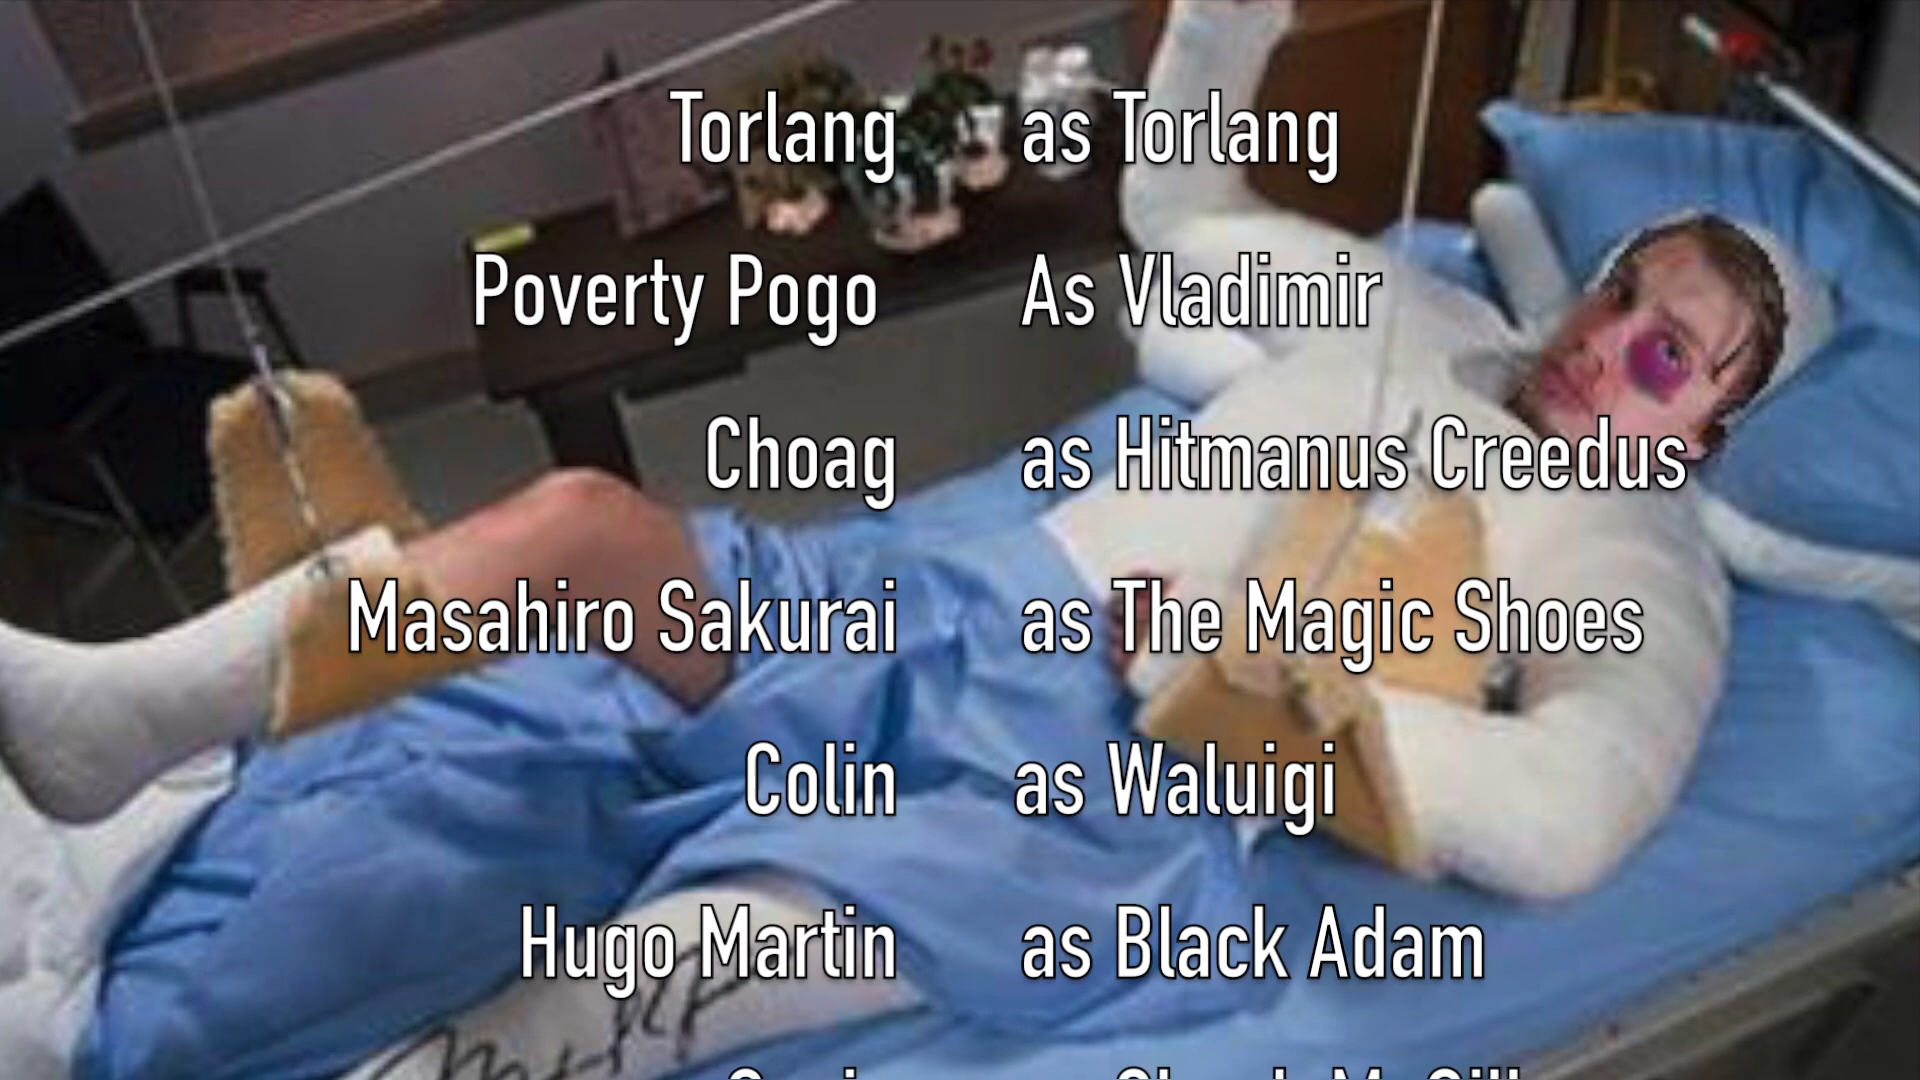 Torlang as Torlang
Poverty Pogo As Vladimir
Choag as Hitmanus Creedus
Masahiro Sakurai as The Magic Shoes
Colin as Waluigi
Hugo Martin as Black Adam